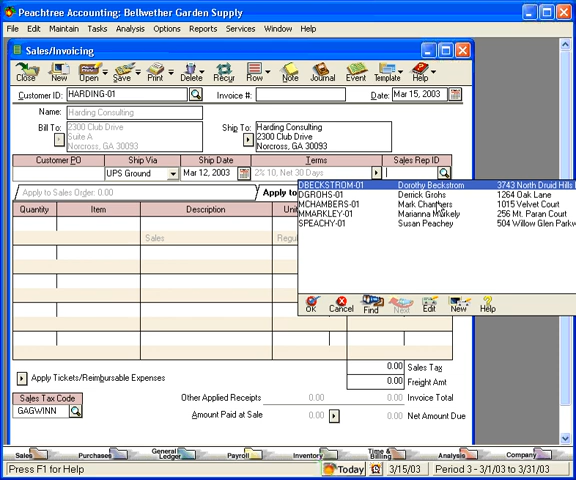 Peachtree Accounting: Bellwether Garden Supply
File Edit Maintain Tasks Analysis Options Reports Services Window Help
Sales/Invoicing
Close New Open Save Print Delete Recur Row Note Journal Event Template Help
Customer ID: HARDING-01 Invoice #: Date: Mar 15, 2003
Name: Harding Consulting
Bill To: 2300 Club Drive
Suite A
Norcross, GA 30093
Ship To: Harding Consulting
2300 Club Drive
Norcross, GA 30093
Customer PO Ship Via Ship Date Terms Sales Rep ID
UPS Ground Mar 12, 2003 2% 10, Net 30 Days
DBECKSTROM-01 Dorothy Beckstrom 3743 North Druid Hills
DGROHS-01 Derrick Grohs 1264 Oak Lane
MCHAMBERS-01 Mark Chambers 1015 Velvet Court
MMARKLEY-01 Marianna Markely 256 Mt. Paran Court
SPEACHY-01 Susan Peachey 504 Willow Glen Parkw
Apply to Sales Order: 0.00 Apply to
Quantity Item Description Uni
Sales Regul
OK Cancel Find Next Edit New Help
0.00 Sales Tax
0.00 Freight Amt
Apply Tickets/Reimbursable Expenses
Sales Tax Code
GAGWINN
Other Applied Receipts 0.00 0.00 Invoice Total
Amount Paid at Sale 0.00 Net Amount Due
Sales Purchases General Ledger Payroll Inventory Time & Billing Analysis Company
Press F1 for Help Today 3/15/03 Period 3 - 3/1/03 to 3/31/03